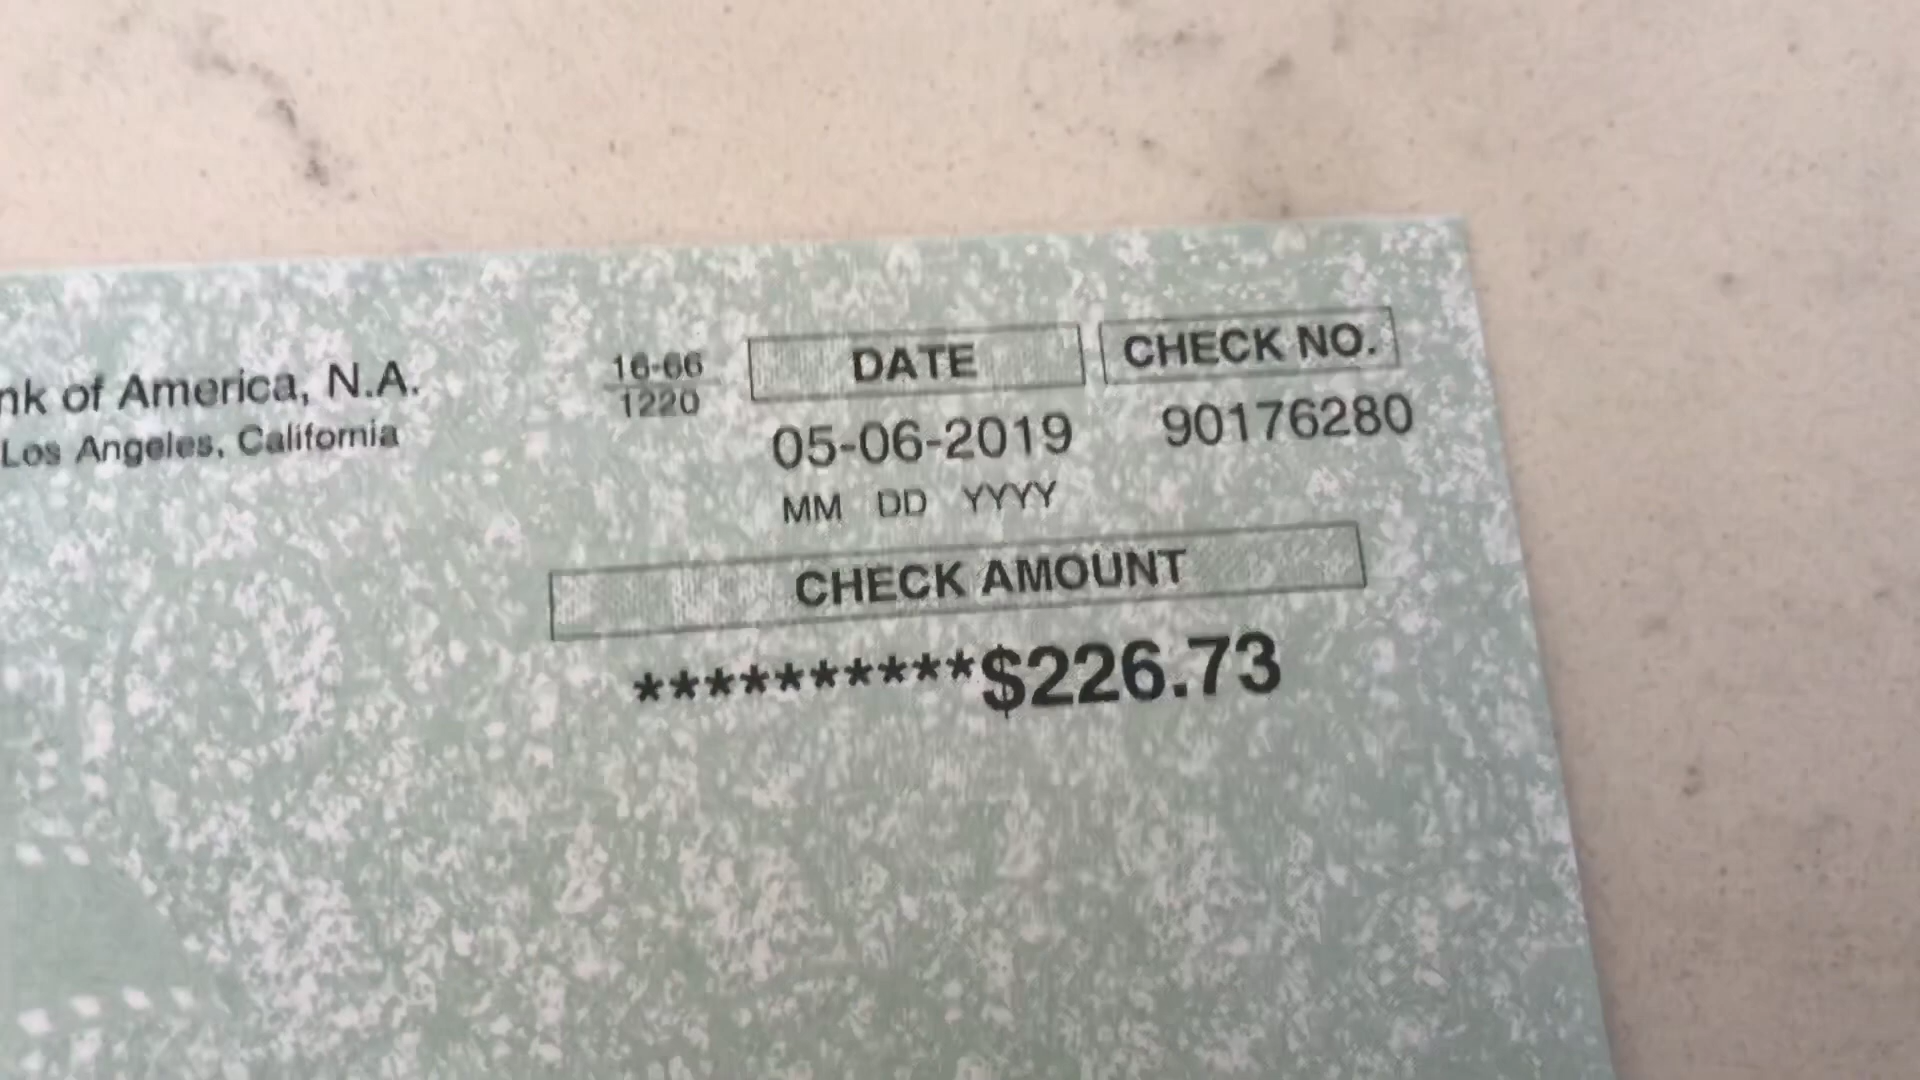 nk of America, N.A.
Los Angeles, California
16-66
1220
DATE
CHECK NO.
05-06-2019
90176280
MM DD YYYY
CHECK AMOUNT
**********$226.73